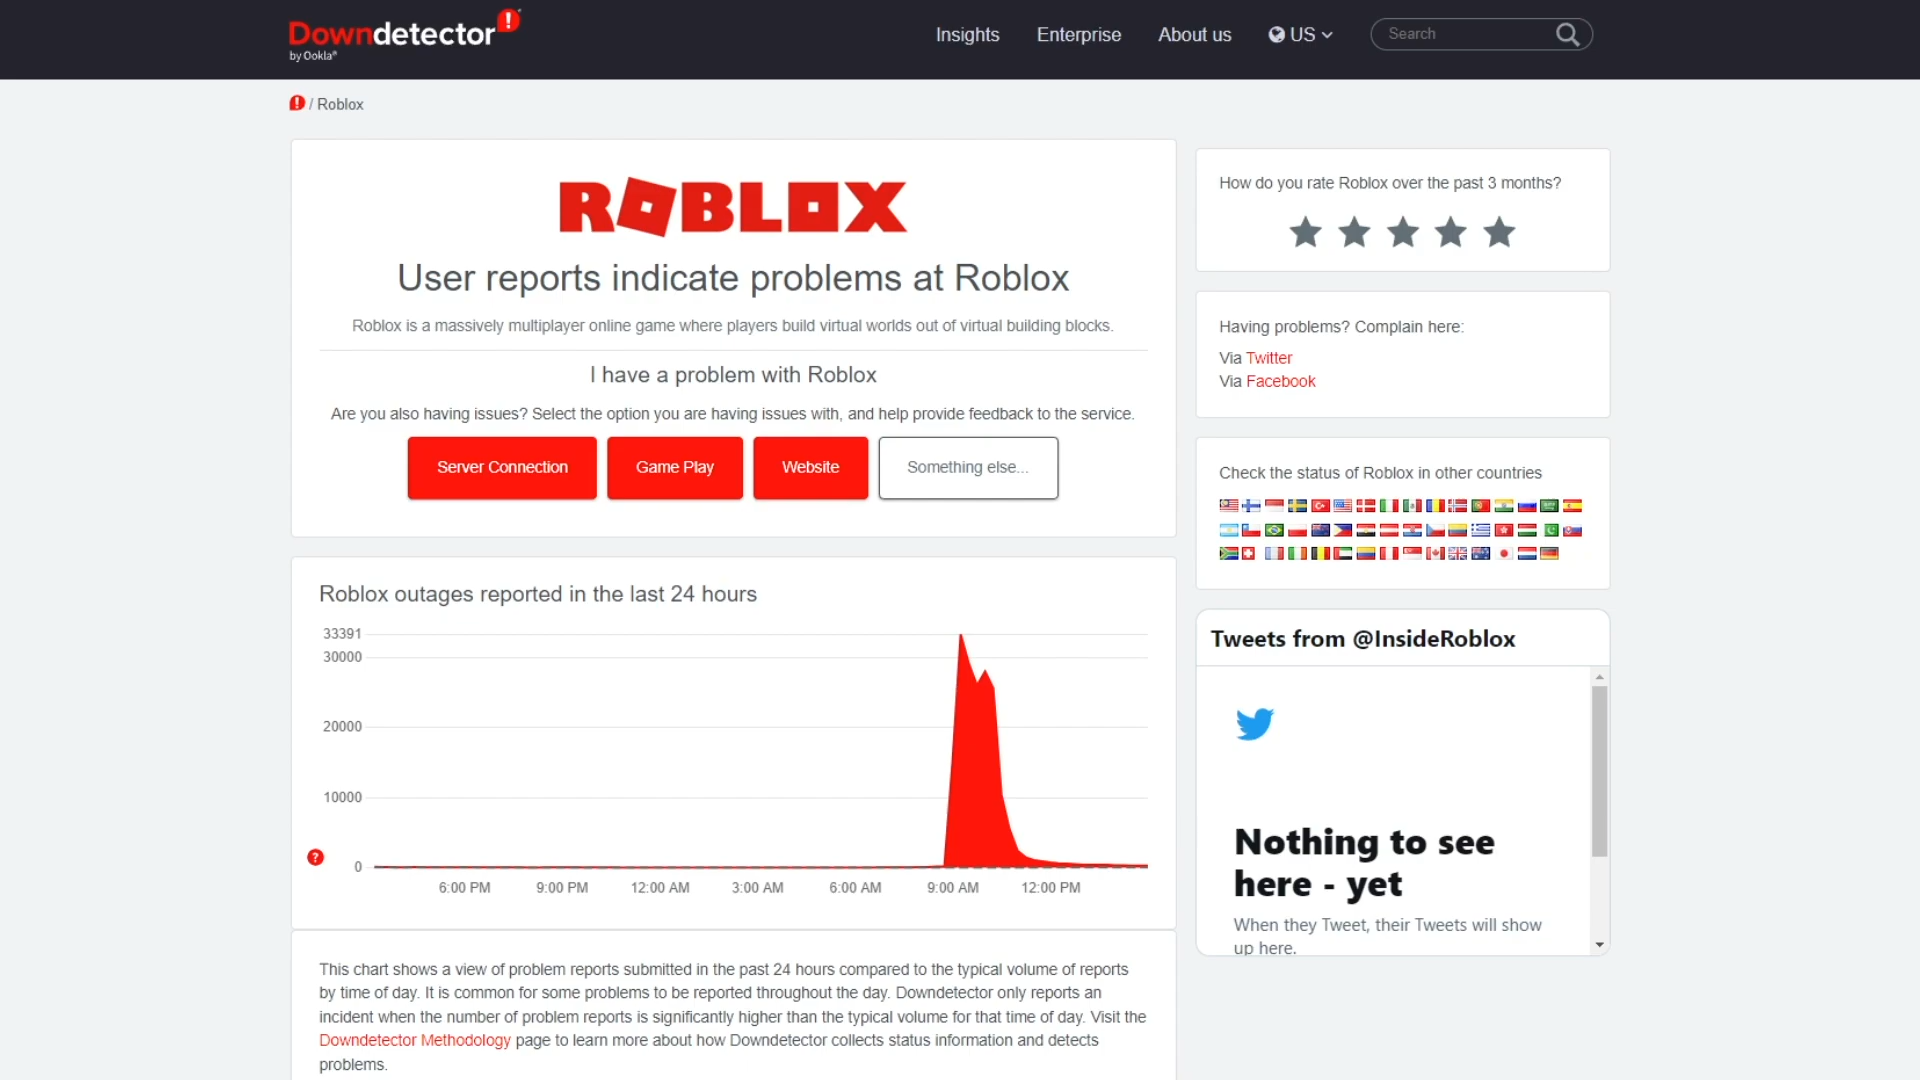 Downdetector
by Ookla®
Insights
Enterprise
About us
US
Search
/ Roblox
ROBLOX
User reports indicate problems at Roblox
Roblox is a massively multiplayer online game where players build virtual worlds out of virtual building blocks.
I have a problem with Roblox
Are you also having issues? Select the option you are having issues with, and help provide feedback to the service.
Server Connection
Game Play
Website
Something else...
Roblox outages reported in the last 24 hours
33391
30000
20000
10000
0
6:00 PM
9:00 PM
12:00 AM
3:00 AM
6:00 AM
9:00 AM
12:00 PM
This chart shows a view of problem reports submitted in the past 24 hours compared to the typical volume of reports
by time of day. It is common for some problems to be reported throughout the day. Downdetector only reports an
incident when the number of problem reports is significantly higher than the typical volume for that time of day. Visit the
Downdetector Methodology page to learn more about how Downdetector collects status information and detects
problems.
How do you rate Roblox over the past 3 months?
Having problems? Complain here:
Via Twitter
Via Facebook
Check the status of Roblox in other countries
Tweets from @InsideRoblox
Nothing to see
here - yet
When they Tweet, their Tweets will show
up here.